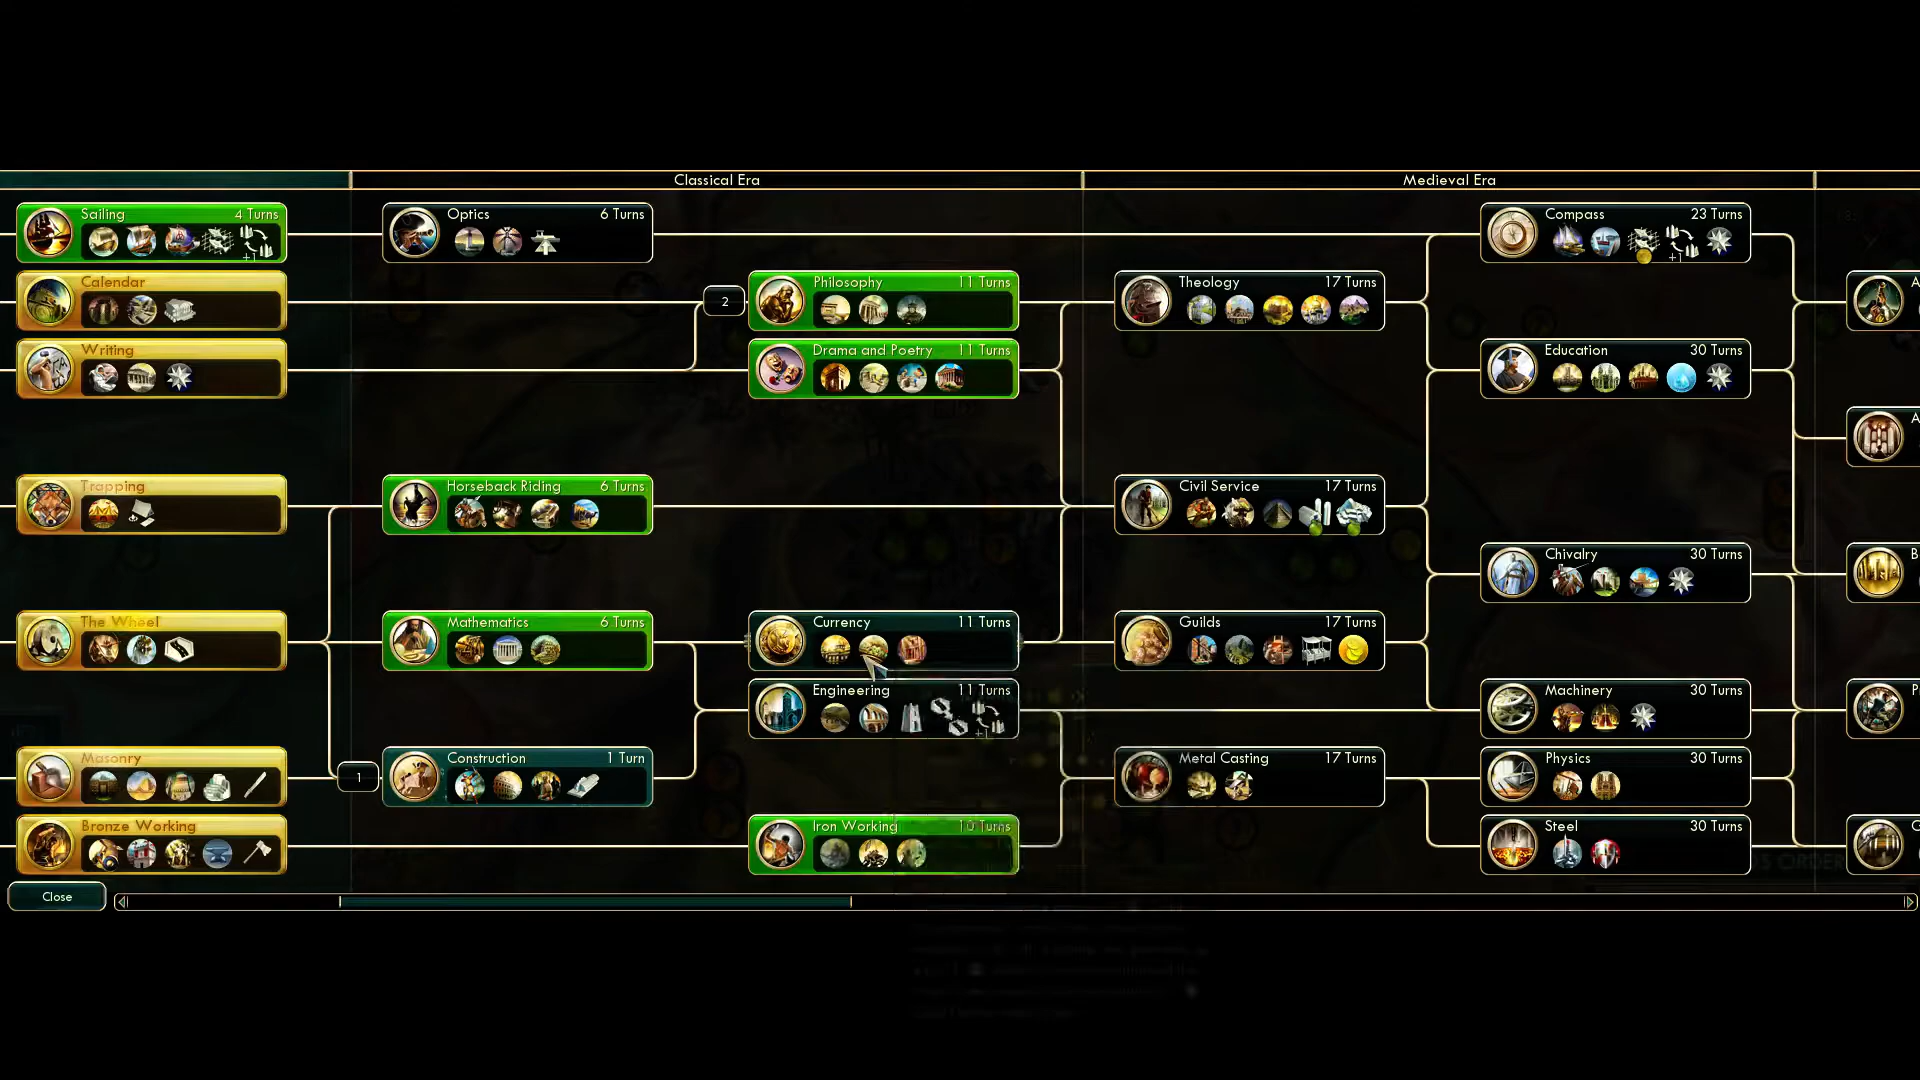 Classical Era
Medieval Era
Sailing 4 Turns
+1
Optics 6 Turns
Compass 23 Turns
+1
Calendar
2
Philosophy 11 Turns
Theology 17 Turns
A
Writing
Drama and Poetry 11 Turns
Education 30 Turns
A
Trapping
Horseback Riding 6 Turns
Civil Service 17 Turns
Chivalry 30 Turns
B
The Wheel
Mathematics 6 Turns
Currency 11 Turns
Guilds 17 Turns
Engineering 11 Turns
+1
Machinery 30 Turns
P
Masonry
1
Construction 1 Turn
Metal Casting 17 Turns
Physics 30 Turns
Bronze Working
Iron Working 10 Turns
Steel 30 Turns
Close